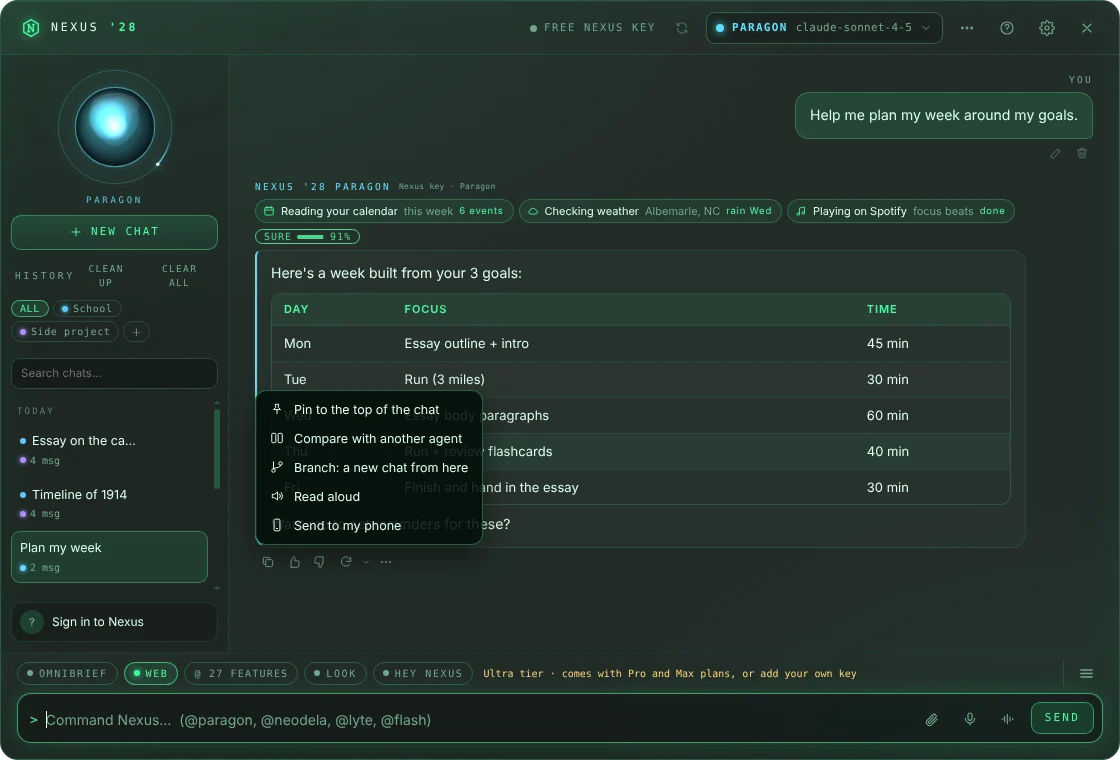 NEXUS '28
FREE NEXUS KEY
PARAGON claude-sonnet-4-5
PARAGON
+ NEW CHAT
HISTORY
CLEAN UP
CLEAR ALL
ALL
School
Side project
+
Search chats...
TODAY
Essay on the ca...
4 msg
Timeline of 1914
4 msg
Plan my week
2 msg
? Sign in to Nexus
YOU
Help me plan my week around my goals.
NEXUS '28 PARAGON Nexus key · Paragon
Reading your calendar this week 6 events
Checking weather Albemarle, NC rain Wed
Playing on Spotify focus beats done
SURE 91%
Here's a week built from your 3 goals:
DAY FOCUS TIME
Mon Essay outline + intro 45 min
Tue Run (3 miles) 30 min
Wed Essay body paragraphs 60 min
Thu Run + review flashcards 40 min
Fri Finish and hand in the essay 30 min
nders for these?
Pin to the top of the chat
Compare with another agent
Branch: a new chat from here
Read aloud
Send to my phone
OMNIBRIEF
WEB
@ 27 FEATURES
LOOK
HEY NEXUS
Ultra tier · comes with Pro and Max plans, or add your own key
> Command Nexus... (@paragon, @neodela, @lyte, @flash)
SEND